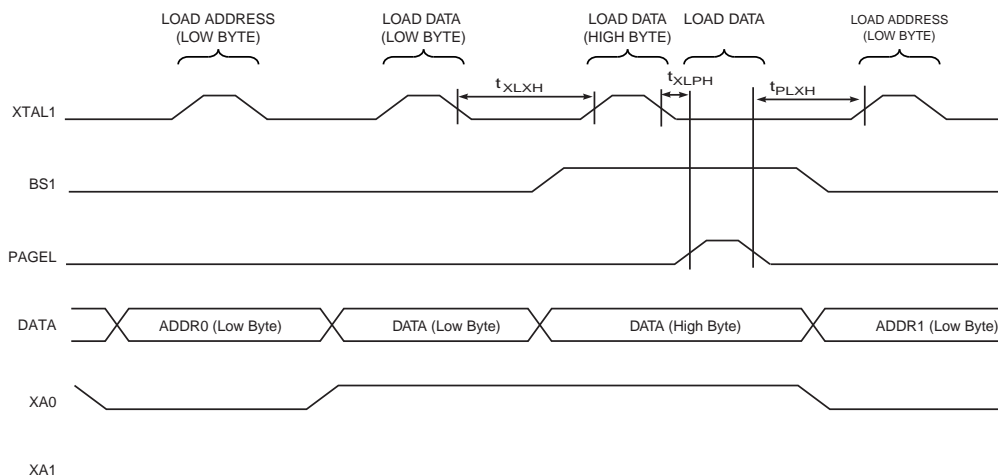 LOAD ADDRESS
(LOW BYTE)
LOAD DATA
(LOW BYTE)
LOAD DATA
(HIGH BYTE)
LOAD DATA
LOAD ADDRESS
(LOW BYTE)
tXLXH
tXLPH
tPLXH
XTAL1
BS1
PAGEL
DATA
ADDR0 (Low Byte)
DATA (Low Byte)
DATA (High Byte)
ADDR1 (Low Byte)
XA0
XA1